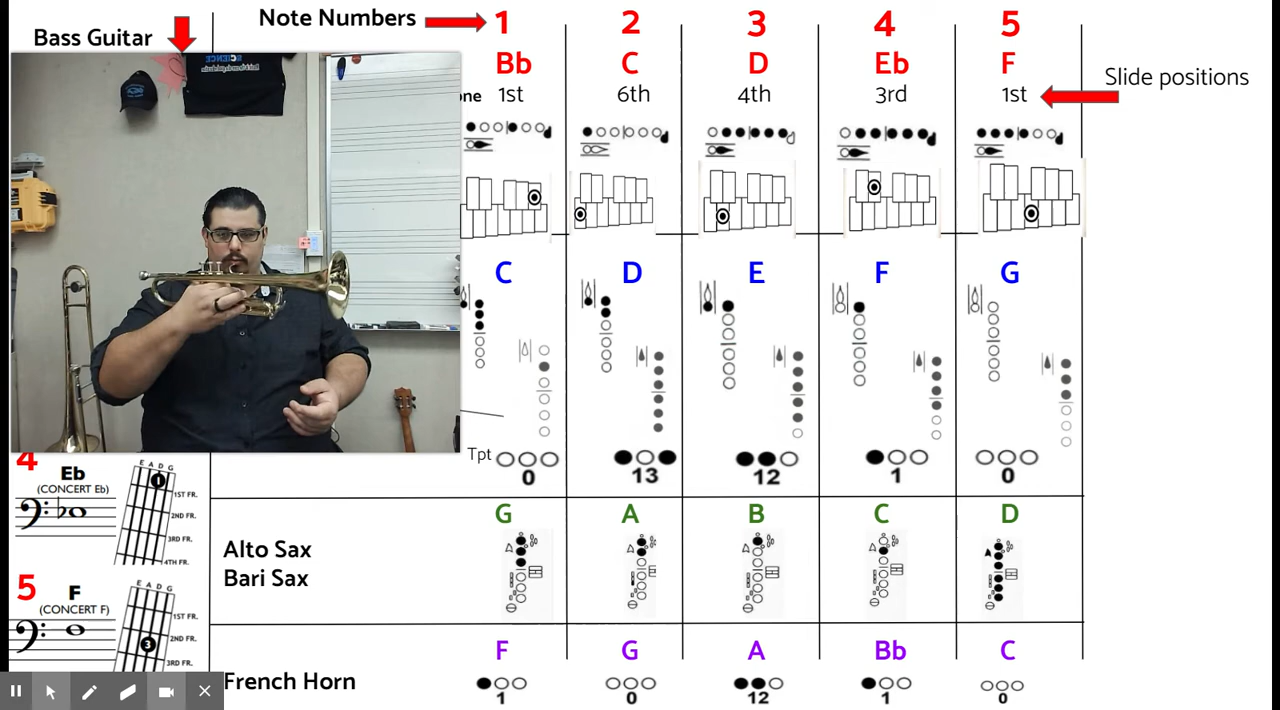 Note Numbers 1 2 3 4 5
Bass Guitar
Bb C D Eb F
Slide positions
one 1st 6th 4th 3rd 1st
C D E F G
Tpt
0 13 12 1 0
4
Eb
(CONCERT Eb)
E A D G
1
1ST FR.
2ND FR.
3RD FR.
4TH FR.
G A B C D
Alto Sax
Bari Sax
5
F
(CONCERT F)
E A D G
1ST FR.
2ND FR.
3
3RD FR.
F G A Bb C
French Horn
1 0 12 1 0